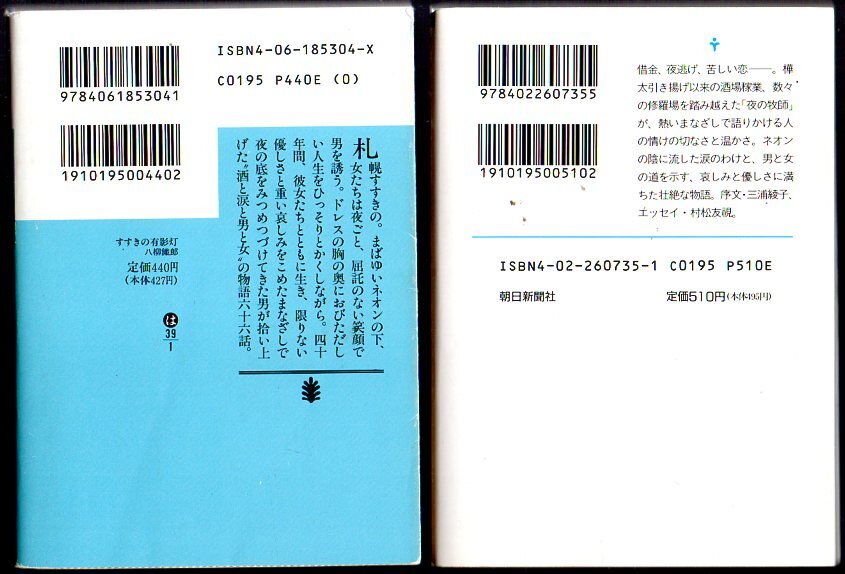 9784061853041
1910195004402
ISBN4-06-185304-X
C0195 P440E (0)
札幌すすきの。まばゆいネオンの下、
女たちは夜ごと、屈託のない笑顔で
男を誘う。ドレスの胸の奥におびただし
い人生をひっそりとかくしながら。四十
年間、彼女たちとともに生き、限りない
優しさと重い哀しみをこめたまなざしで
夜の底をみつめつづけてきた男が拾い上
げた〝酒と涙と男と女〟の物語六十六話。
すすきの有影灯
八柳鐵郎
定価440円
(本体427円)
は
39
1
9784022607355
1910195005102
借金、夜逃げ、苦しい恋――。樺
太引き揚げ以来の酒場稼業、数々
の修羅場を踏み越えた「夜の牧師」
が、熱いまなざしで語りかける人
の情けの切なさと温かさ。ネオン
の陰に流した涙のわけと、男と女
の道を示す、哀しみと優しさに満
ちた壮絶な物語。序文・三浦綾子、
エッセイ・村松友視。
ISBN4-02-260735-1 C0195 P510E
朝日新聞社
定価510円(本体495円)